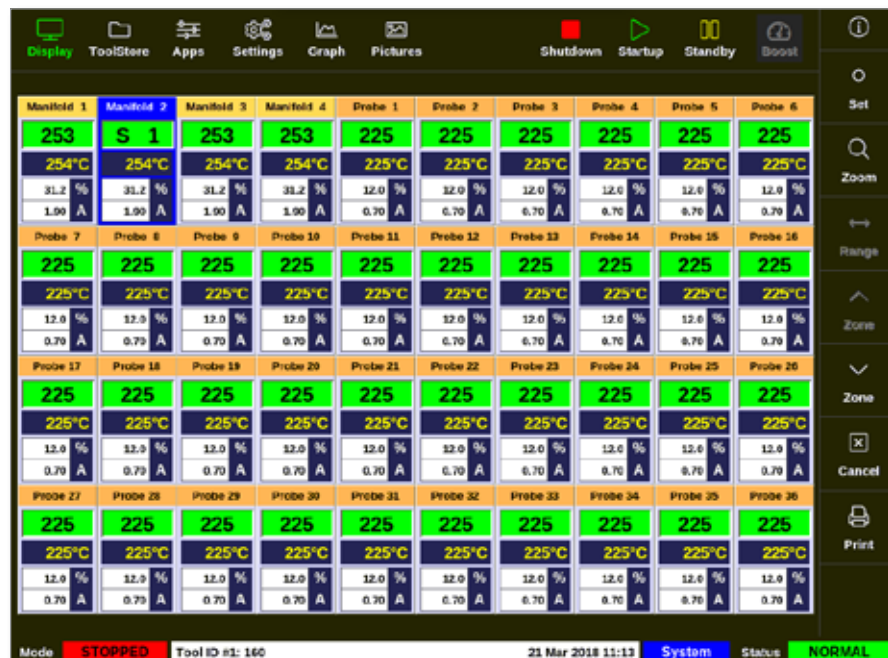 Display ToolStore Apps Settings Graph Pictures Shutdown Startup Standby Boost
Set
Zoom
Range
Zone
Zone
Cancel
Print
Manifold 1 Manifold 2 Manifold 3 Manifold 4 Probe 1 Probe 2 Probe 3 Probe 4 Probe 5 Probe 6
253 S 1 253 253 225 225 225 225 225 225
254°C 254°C 254°C 254°C 225°C 225°C 225°C 225°C 225°C 225°C
31.2 % 31.2 % 31.2 % 31.2 % 12.0 % 12.0 % 12.0 % 12.0 % 12.0 % 12.0 %
1.90 A 1.90 A 1.90 A 1.90 A 0.70 A 0.70 A 0.70 A 0.70 A 0.70 A 0.70 A
Probe 7 Probe 8 Probe 9 Probe 10 Probe 11 Probe 12 Probe 13 Probe 14 Probe 15 Probe 16
225 225 225 225 225 225 225 225 225 225
225°C 225°C 225°C 225°C 225°C 225°C 225°C 225°C 225°C 225°C
12.0 % 12.0 % 12.0 % 12.0 % 12.0 % 12.0 % 12.0 % 12.0 % 12.0 % 12.0 %
0.70 A 0.70 A 0.70 A 0.70 A 0.70 A 0.70 A 0.70 A 0.70 A 0.70 A 0.70 A
Probe 17 Probe 18 Probe 19 Probe 20 Probe 21 Probe 22 Probe 23 Probe 24 Probe 25 Probe 26
225 225 225 225 225 225 225 225 225 225
225°C 225°C 225°C 225°C 225°C 225°C 225°C 225°C 225°C 225°C
12.0 % 12.0 % 12.0 % 12.0 % 12.0 % 12.0 % 12.0 % 12.0 % 12.0 % 12.0 %
0.70 A 0.70 A 0.70 A 0.70 A 0.70 A 0.70 A 0.70 A 0.70 A 0.70 A 0.70 A
Probe 27 Probe 28 Probe 29 Probe 30 Probe 31 Probe 32 Probe 33 Probe 34 Probe 35 Probe 36
225 225 225 225 225 225 225 225 225 225
225°C 225°C 225°C 225°C 225°C 225°C 225°C 225°C 225°C 225°C
12.0 % 12.0 % 12.0 % 12.0 % 12.0 % 12.0 % 12.0 % 12.0 % 12.0 % 12.0 %
0.70 A 0.70 A 0.70 A 0.70 A 0.70 A 0.70 A 0.70 A 0.70 A 0.70 A 0.70 A
Mode STOPPED Tool ID #1: 160 21 Mar 2018 11:13 System Status NORMAL